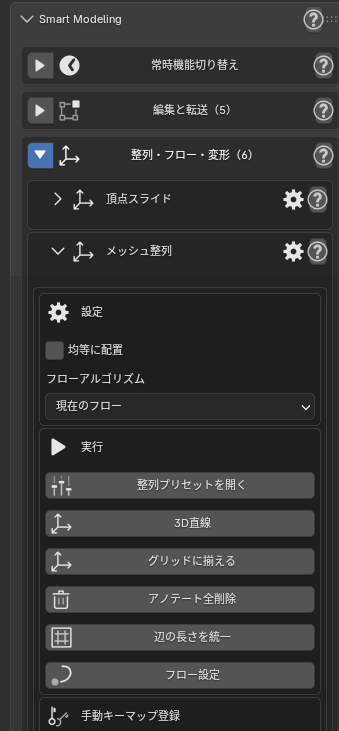 Smart Modeling
常時機能切り替え
編集と転送（5）
整列・フロー・変形（6）
頂点スライド
メッシュ整列
設定
均等に配置
フローアルゴリズム
現在のフロー
実行
整列プリセットを開く
3D直線
グリッドに揃える
アノテート全削除
辺の長さを統一
フロー設定
手動キーマップ登録